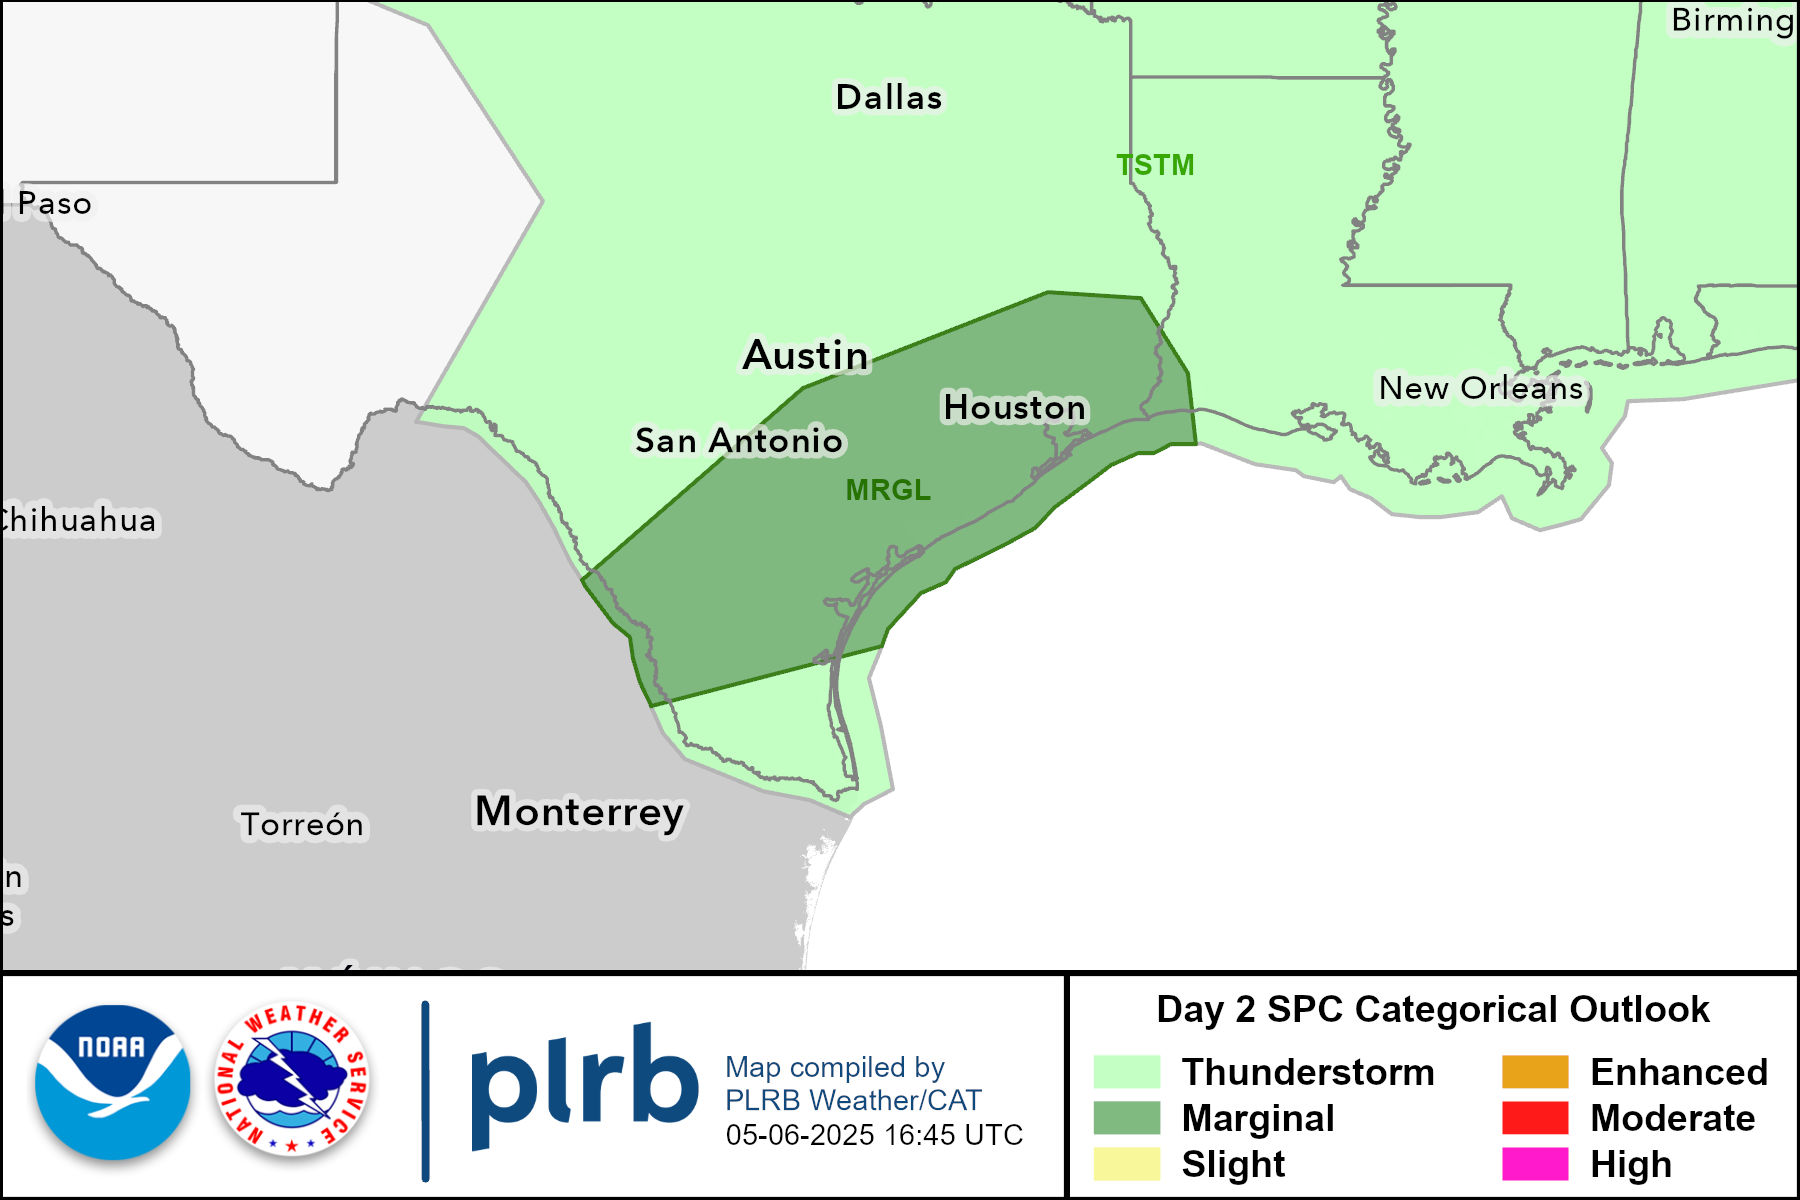 Birming
Dallas
TSTM
Paso
Austin
New Orleans
Houston
San Antonio
MRGL
Chihuahua
Monterrey
Torreón
n
s
NOAA
NATIONAL WEATHER SERVICE
plrb
Map compiled by
PLRB Weather/CAT
05-06-2025 16:45 UTC
Day 2 SPC Categorical Outlook
Thunderstorm
Enhanced
Marginal
Moderate
Slight
High